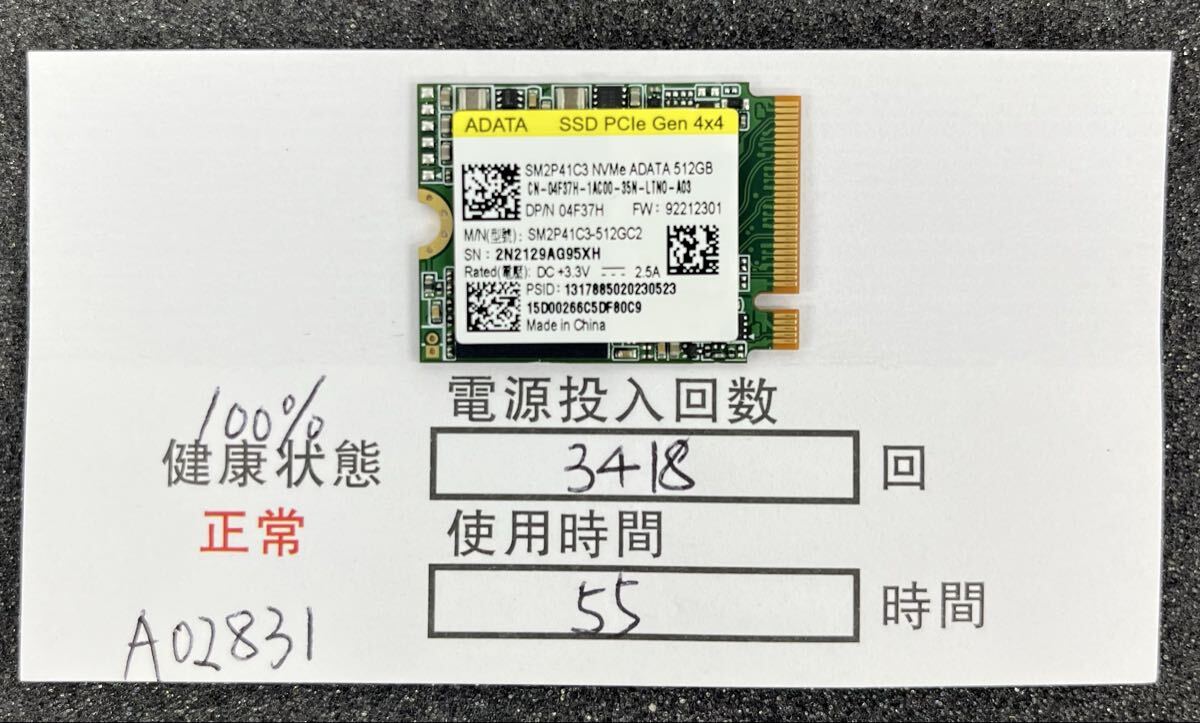 ADATA SSD PCIe Gen 4x4
SM2P41C3 NVMe ADATA 512GB
CN-04F37H-1AC00-35N-LTN0-A03
DP/N 04F37H FW: 92212301
M/N(型號): SM2P41C3-512GC2
SN : 2N2129AG95XH
Rated(電壓): DC +3.3V ⎓ 2.5A
PSID: 1317885020230523
15D00266C5DF80C9
Made in China
100%
健康状態
正常
A02831
電源投入回数
3418 回
使用時間
55 時間